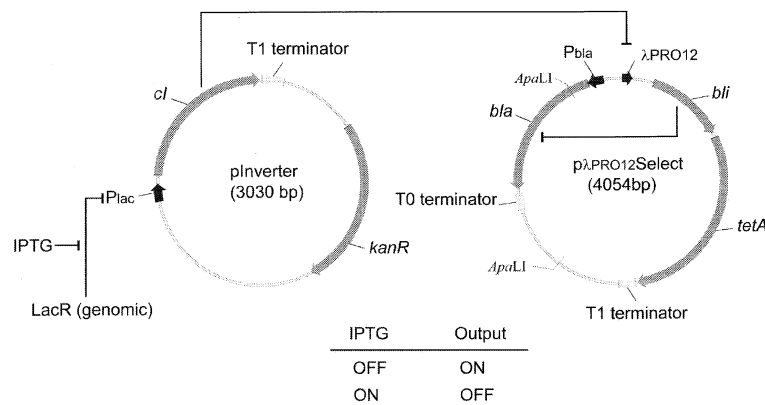 T1 terminator
Pbla
λPRO12
ApaLI
cI
bli
bla
pInverter
(3030 bp)
pλPRO12Select
(4054bp)
Plac
T0 terminator
IPTG
kanR
tetA
ApaLI
LacR (genomic)
T1 terminator
IPTG Output
OFF ON
ON OFF